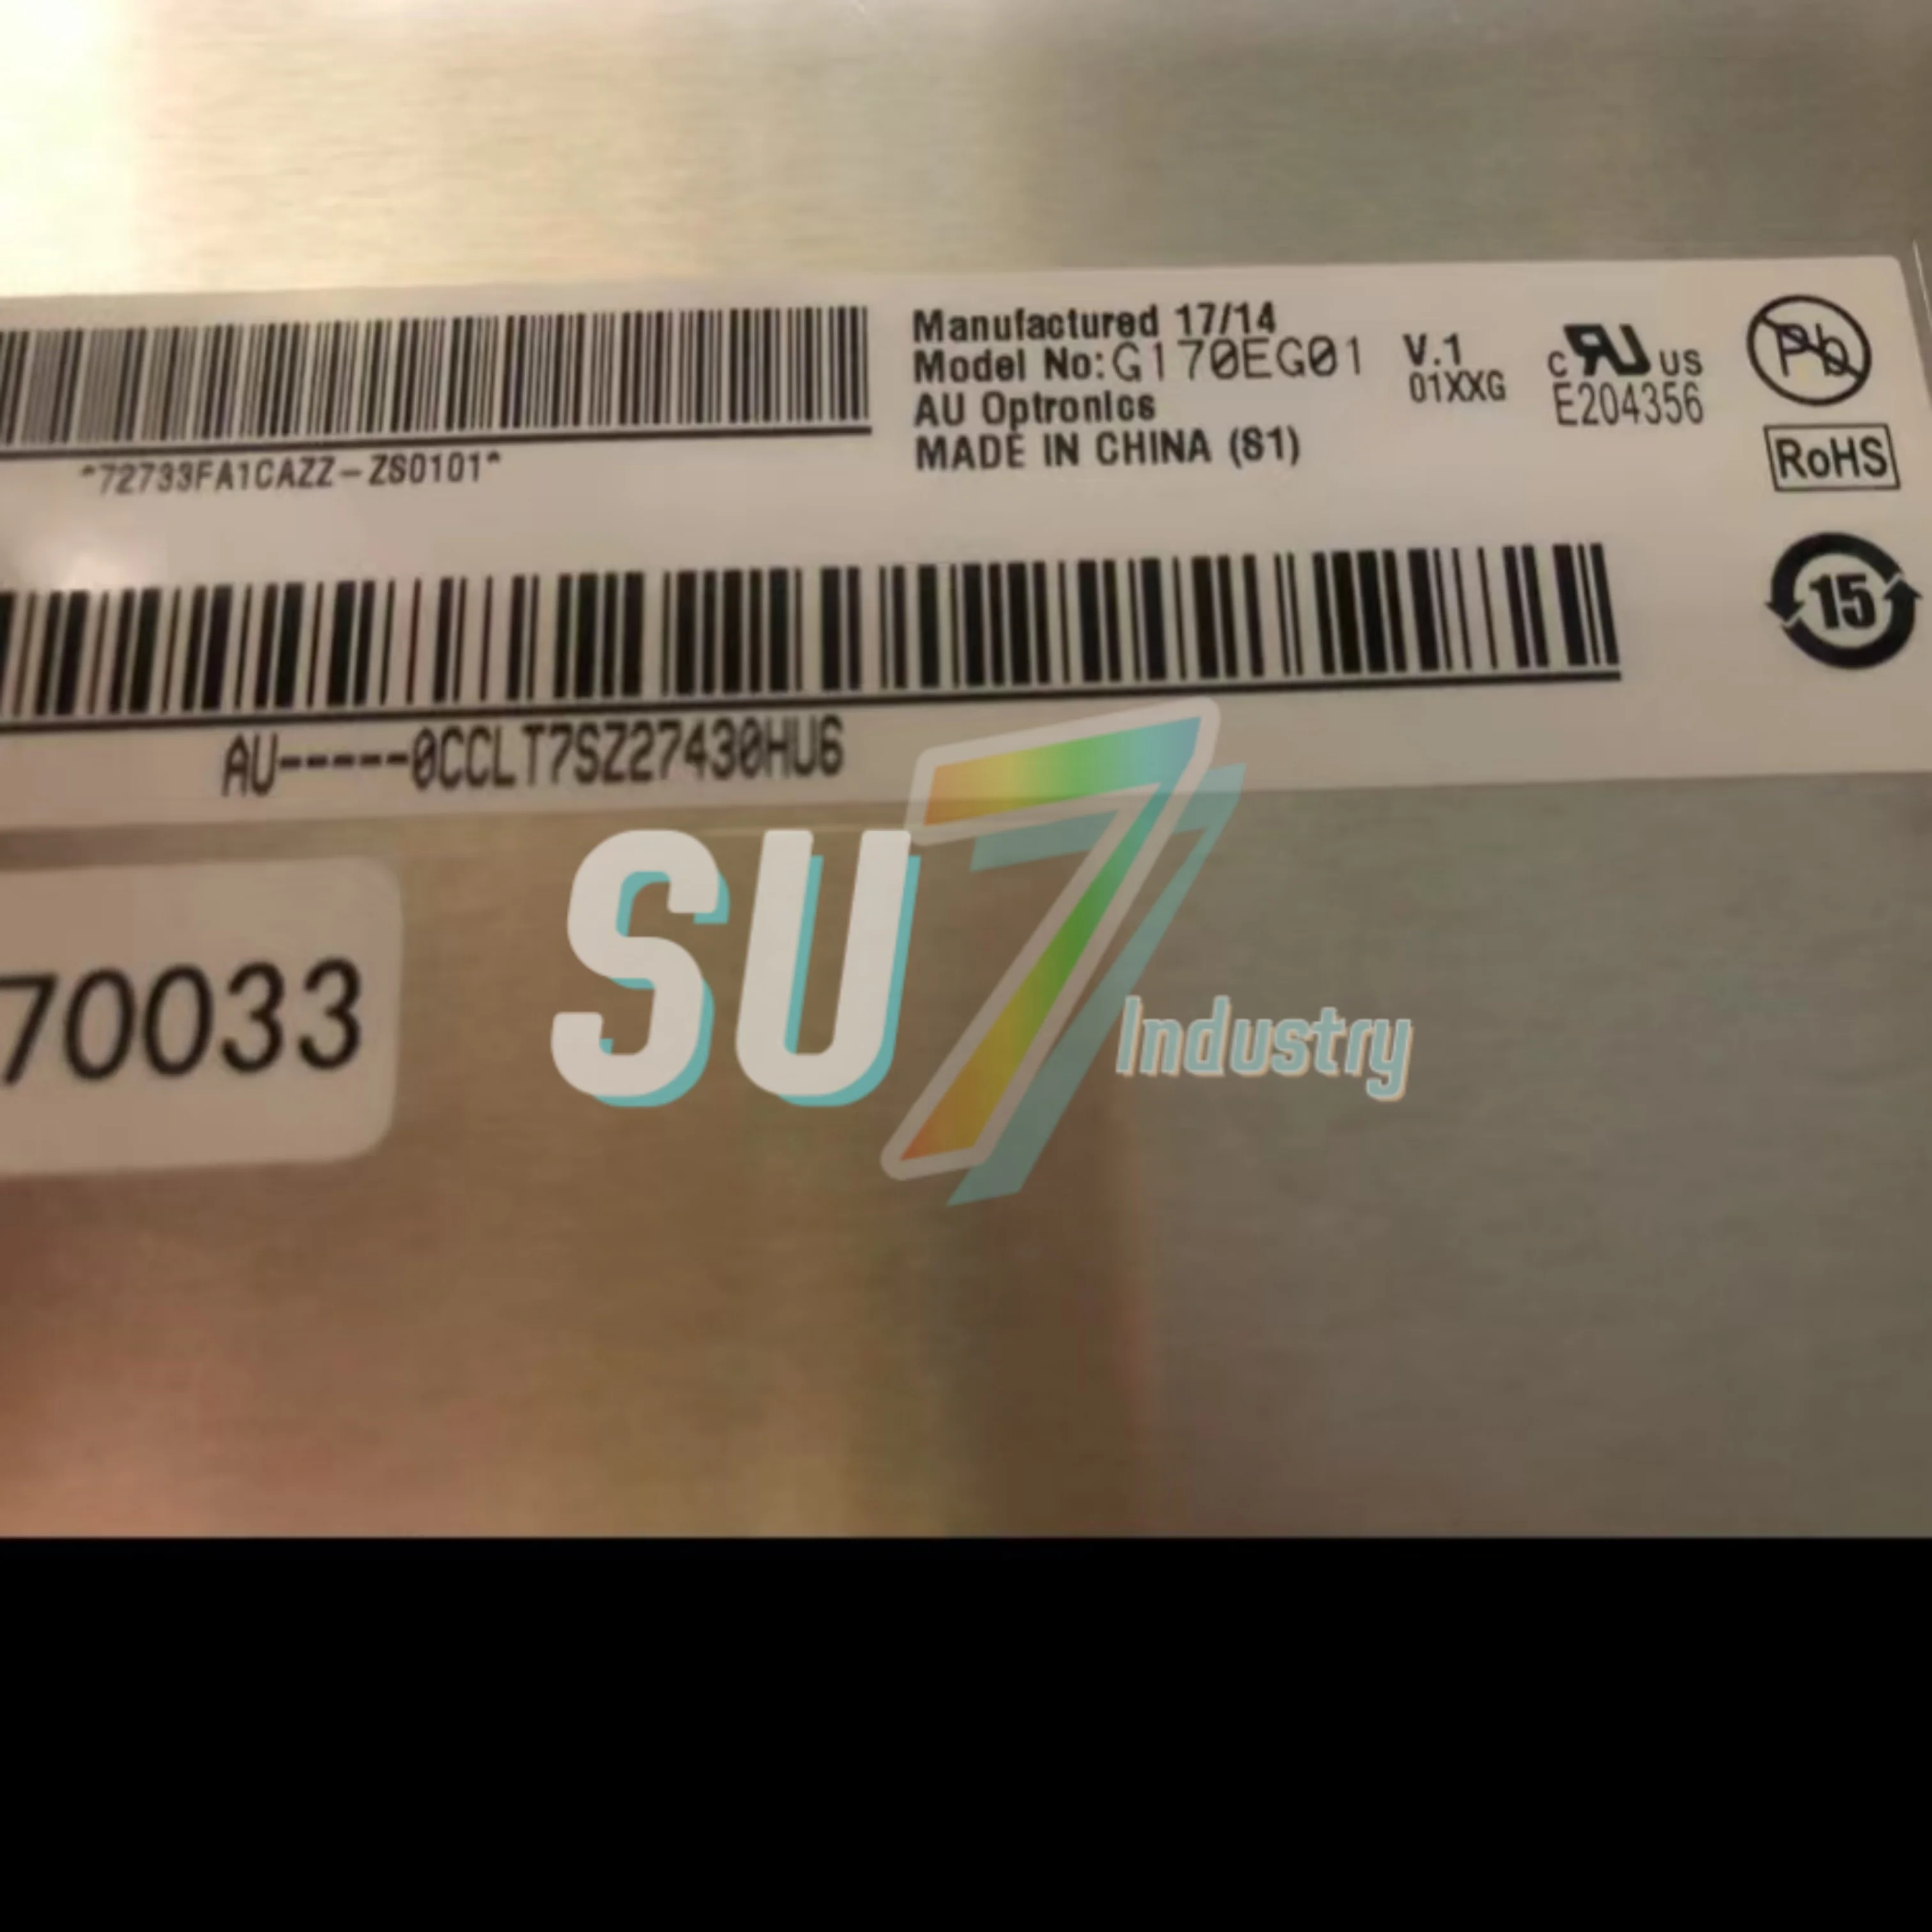 Manufactured 17/14
Model No:G170EG01 V.1
01XXG
AU Optronics
MADE IN CHINA (S1)
c US
E204356
Pb
RoHS
*72733FA1CAZZ-ZS0101*
15
AU-----0CCLT7SZ27430HU6
SU7 Industry
70033